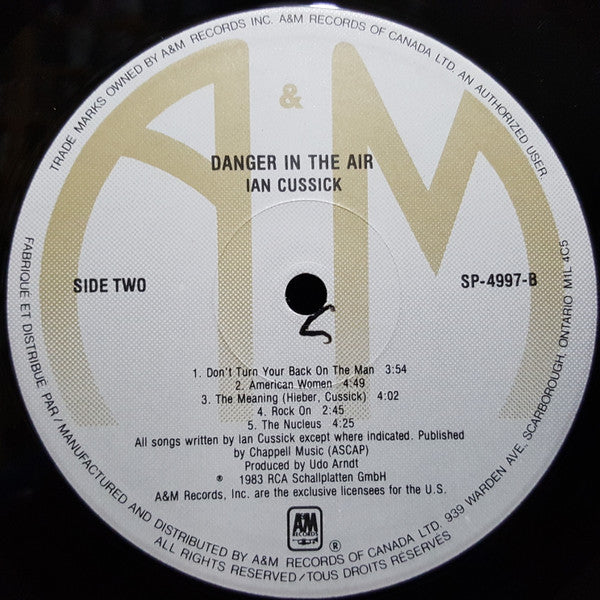 TRADE MARKS OWNED BY A&M RECORDS INC. A&M RECORDS OF CANADA LTD. AN AUTHORIZED USER.
A & M
DANGER IN THE AIR
IAN CUSSICK
SIDE TWO
SP-4997-B
1. Don't Turn Your Back On The Man 3:54
2. American Women 4:49
3. The Meaning (Hieber, Cussick) 4:02
4. Rock On 2:45
5. The Nucleus 4:25
All songs written by Ian Cussick except where indicated. Published
by Chappell Music (ASCAP)
Produced by Udo Arndt
℗ 1983 RCA Schallplatten GmbH
A&M Records, Inc. are the exclusive licensees for the U.S.
A&M
RECORDS
®
FABRIQUÉ ET DISTRIBUÉ PAR/MANUFACTURED AND DISTRIBUTED BY A&M RECORDS OF CANADA LTD. 939 WARDEN AVE., SCARBOROUGH, ONTARIO M1L 4C5
ALL RIGHTS RESERVED/TOUS DROITS RÉSERVÉS